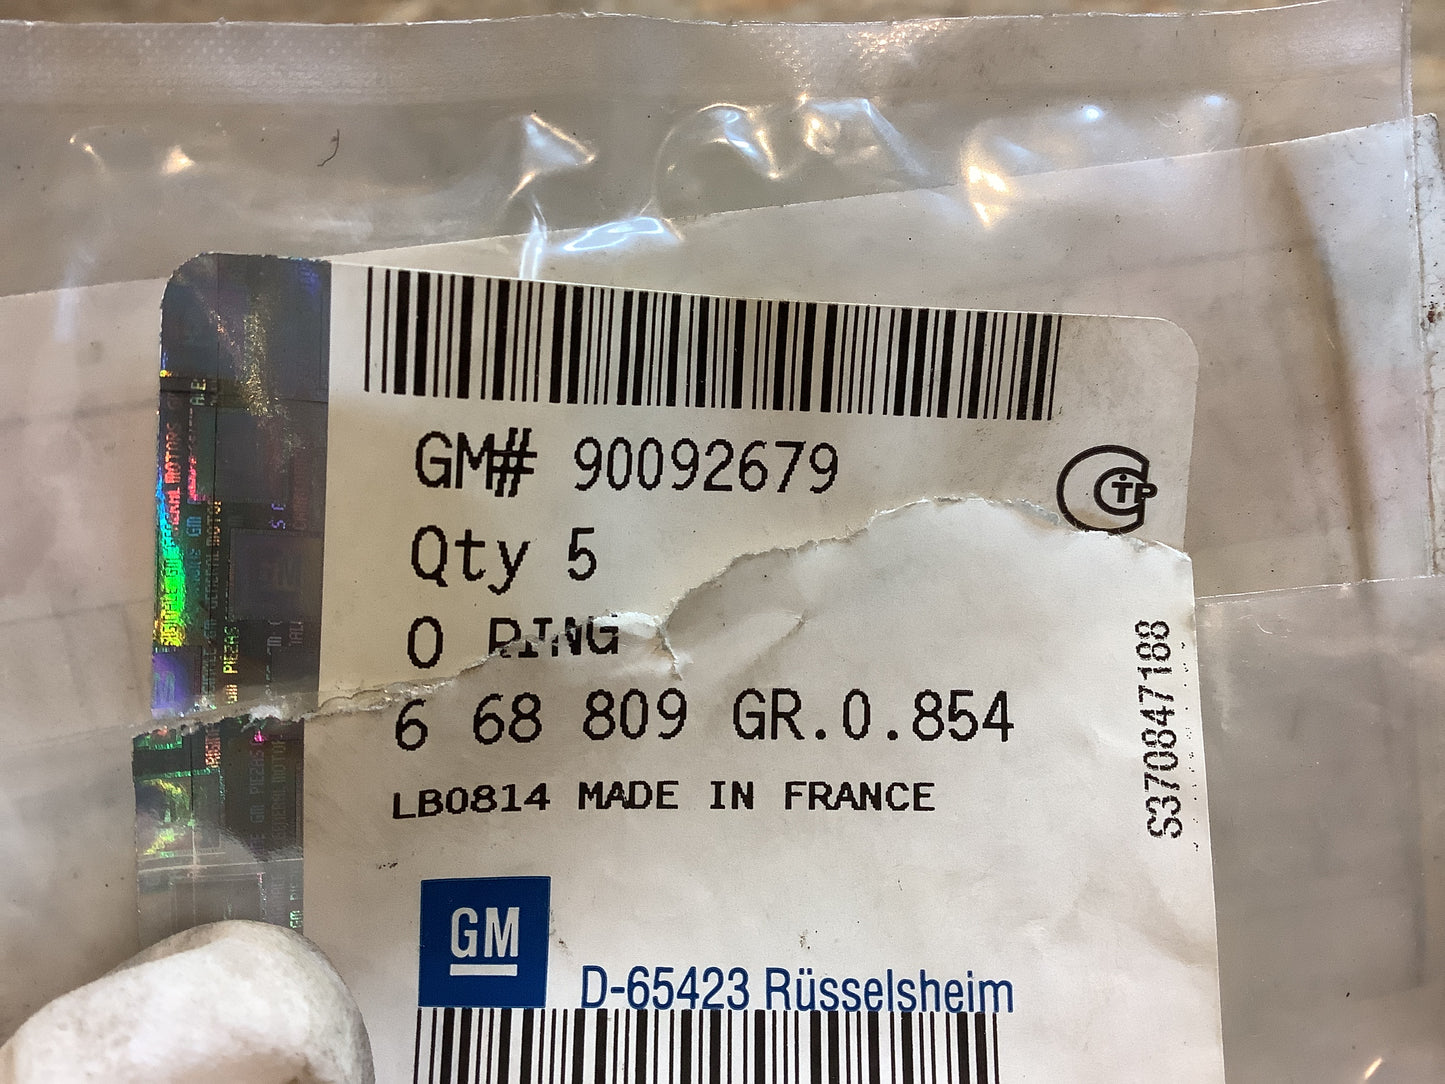 GM# 90092679
Qty 5
O RING
6 68 809 GR.0.854
LB0814 MADE IN FRANCE
GM
D-65423 Rüsselsheim
S370847188